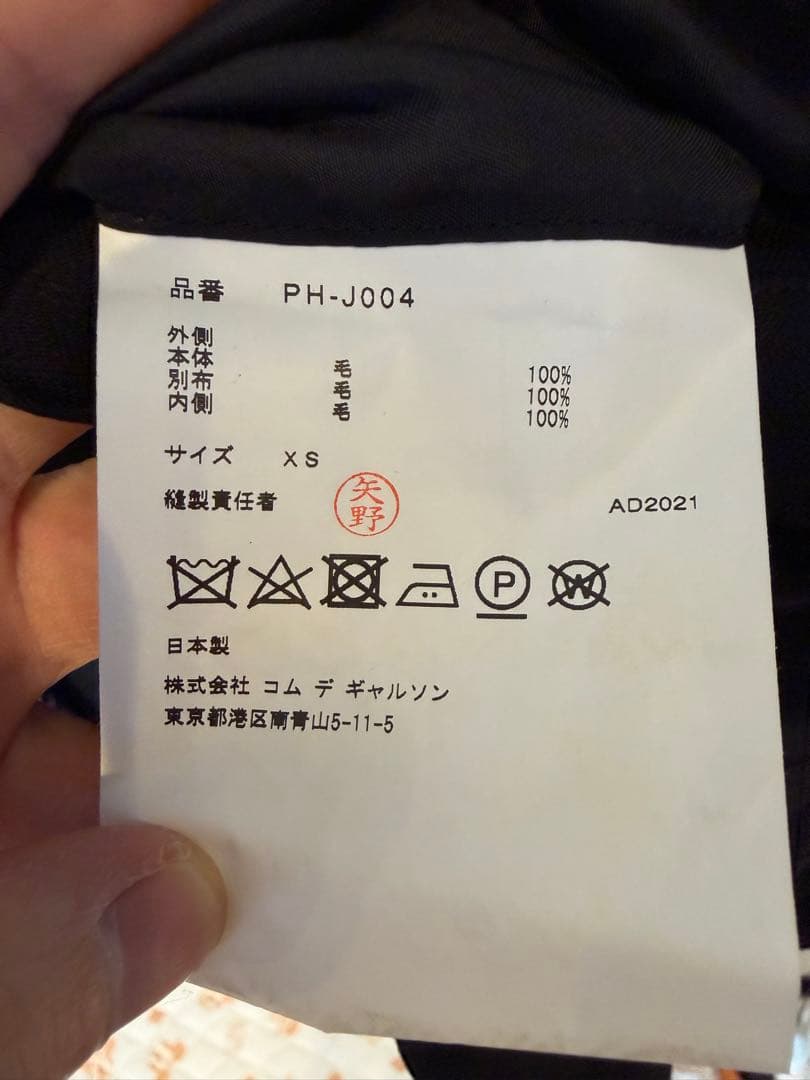 品番 PH-J004
外側
本体 毛 100%
別布 毛 100%
内側 毛 100%
サイズ XS
縫製責任者 矢野 AD2021
P W
日本製
株式会社 コム デ ギャルソン
東京都港区南青山5-11-5